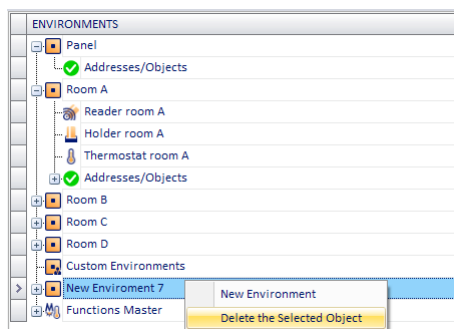 ENVIRONMENTS
Panel
Addresses/Objects
Room A
Reader room A
Holder room A
Thermostat room A
Addresses/Objects
Room B
Room C
Room D
Custom Environments
New Enviroment 7
New Environment
Functions Master
Delete the Selected Object